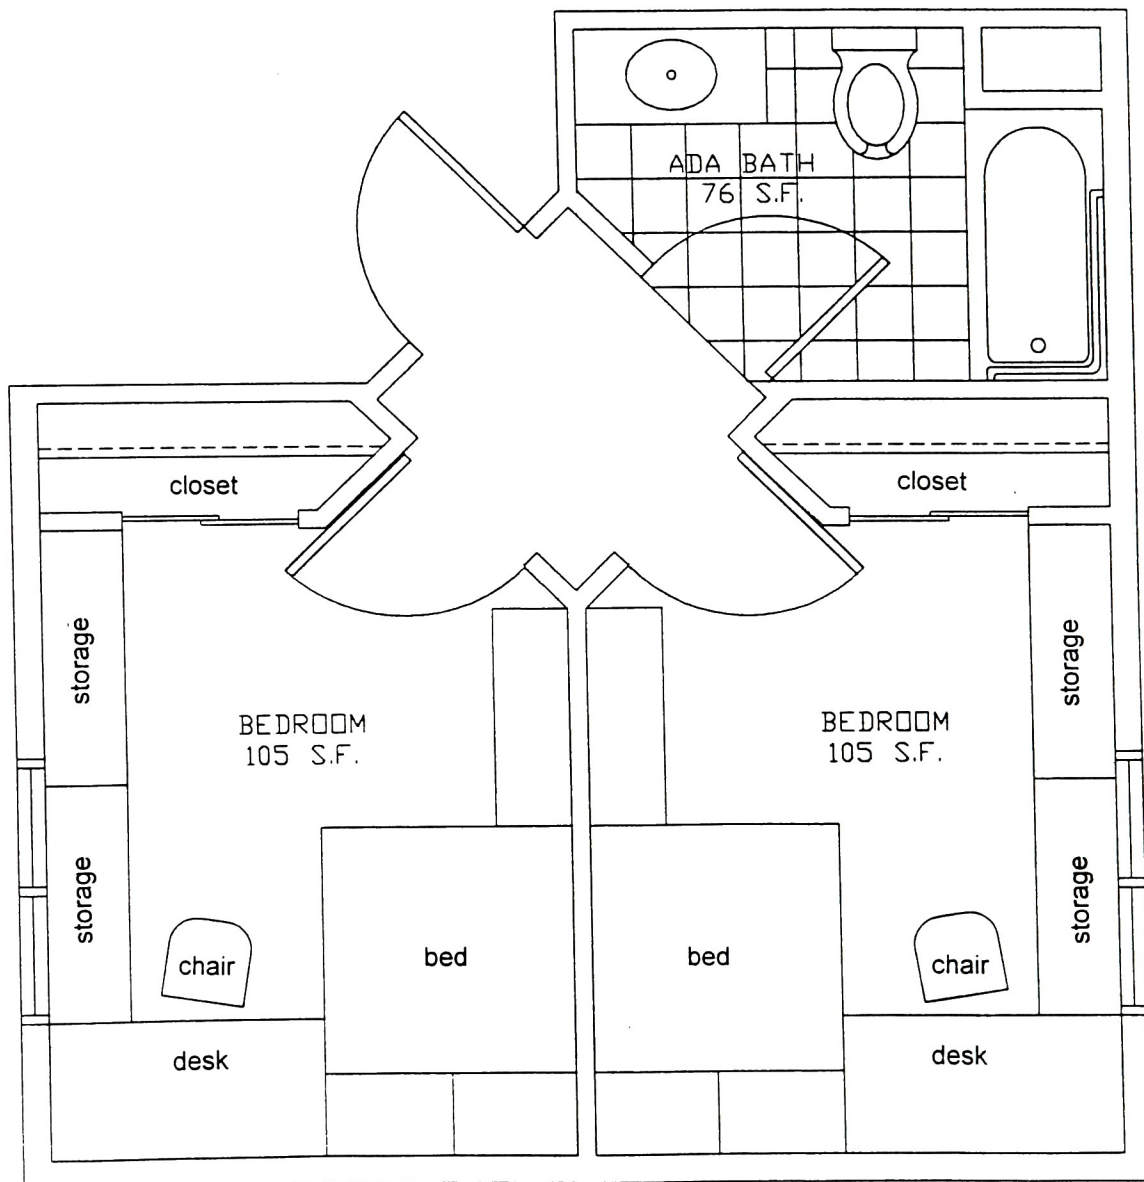 ADA BATH
76 S.F.
closet
closet
storage
storage
BEDROOM
105 S.F.
BEDROOM
105 S.F.
storage
storage
chair
bed
bed
chair
desk
desk